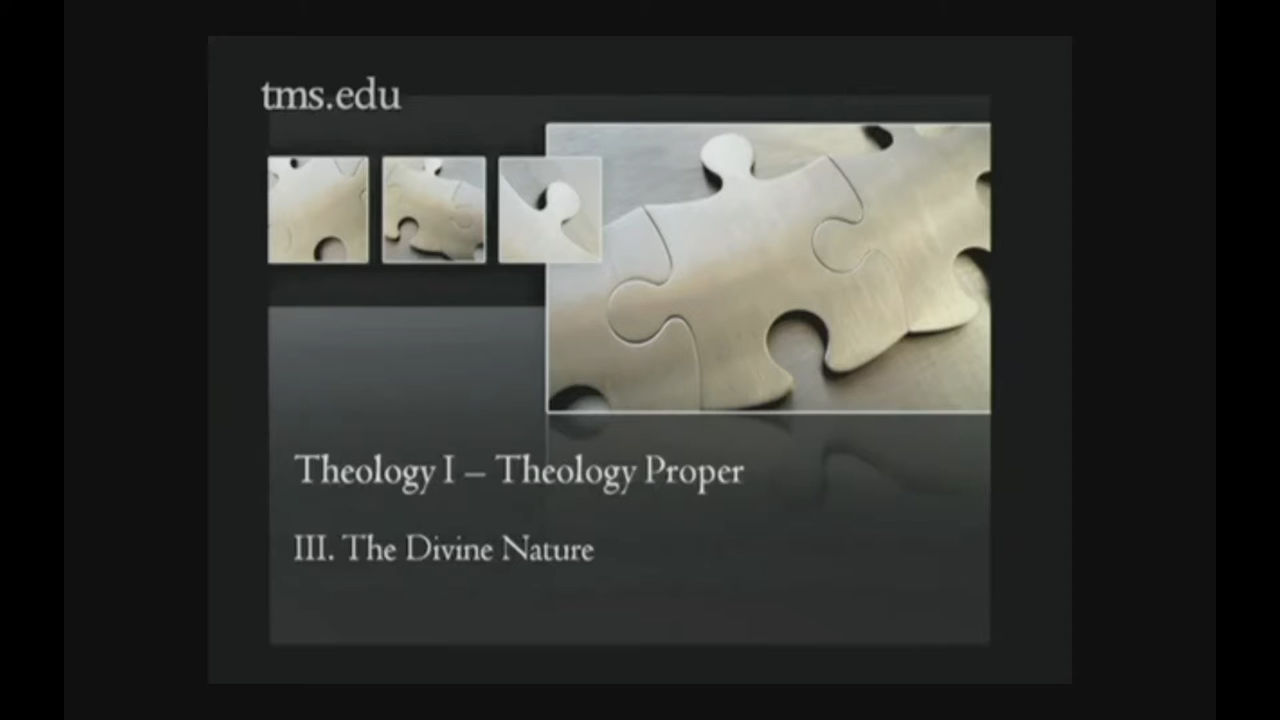 tms.edu
Theology I – Theology Proper
III. The Divine Nature